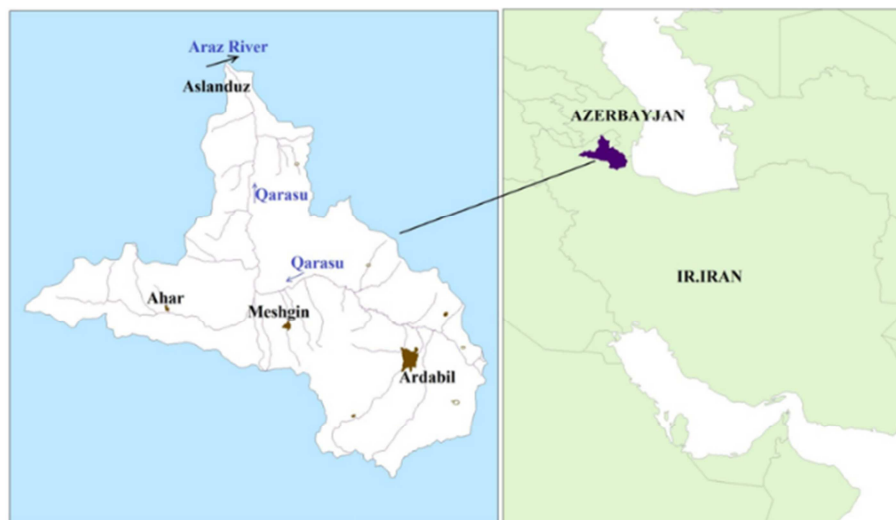 Araz River
Aslanduz
Qarasu
Qarasu
Ahar
Meshgin
Ardabil
AZERBAYJAN
IR.IRAN